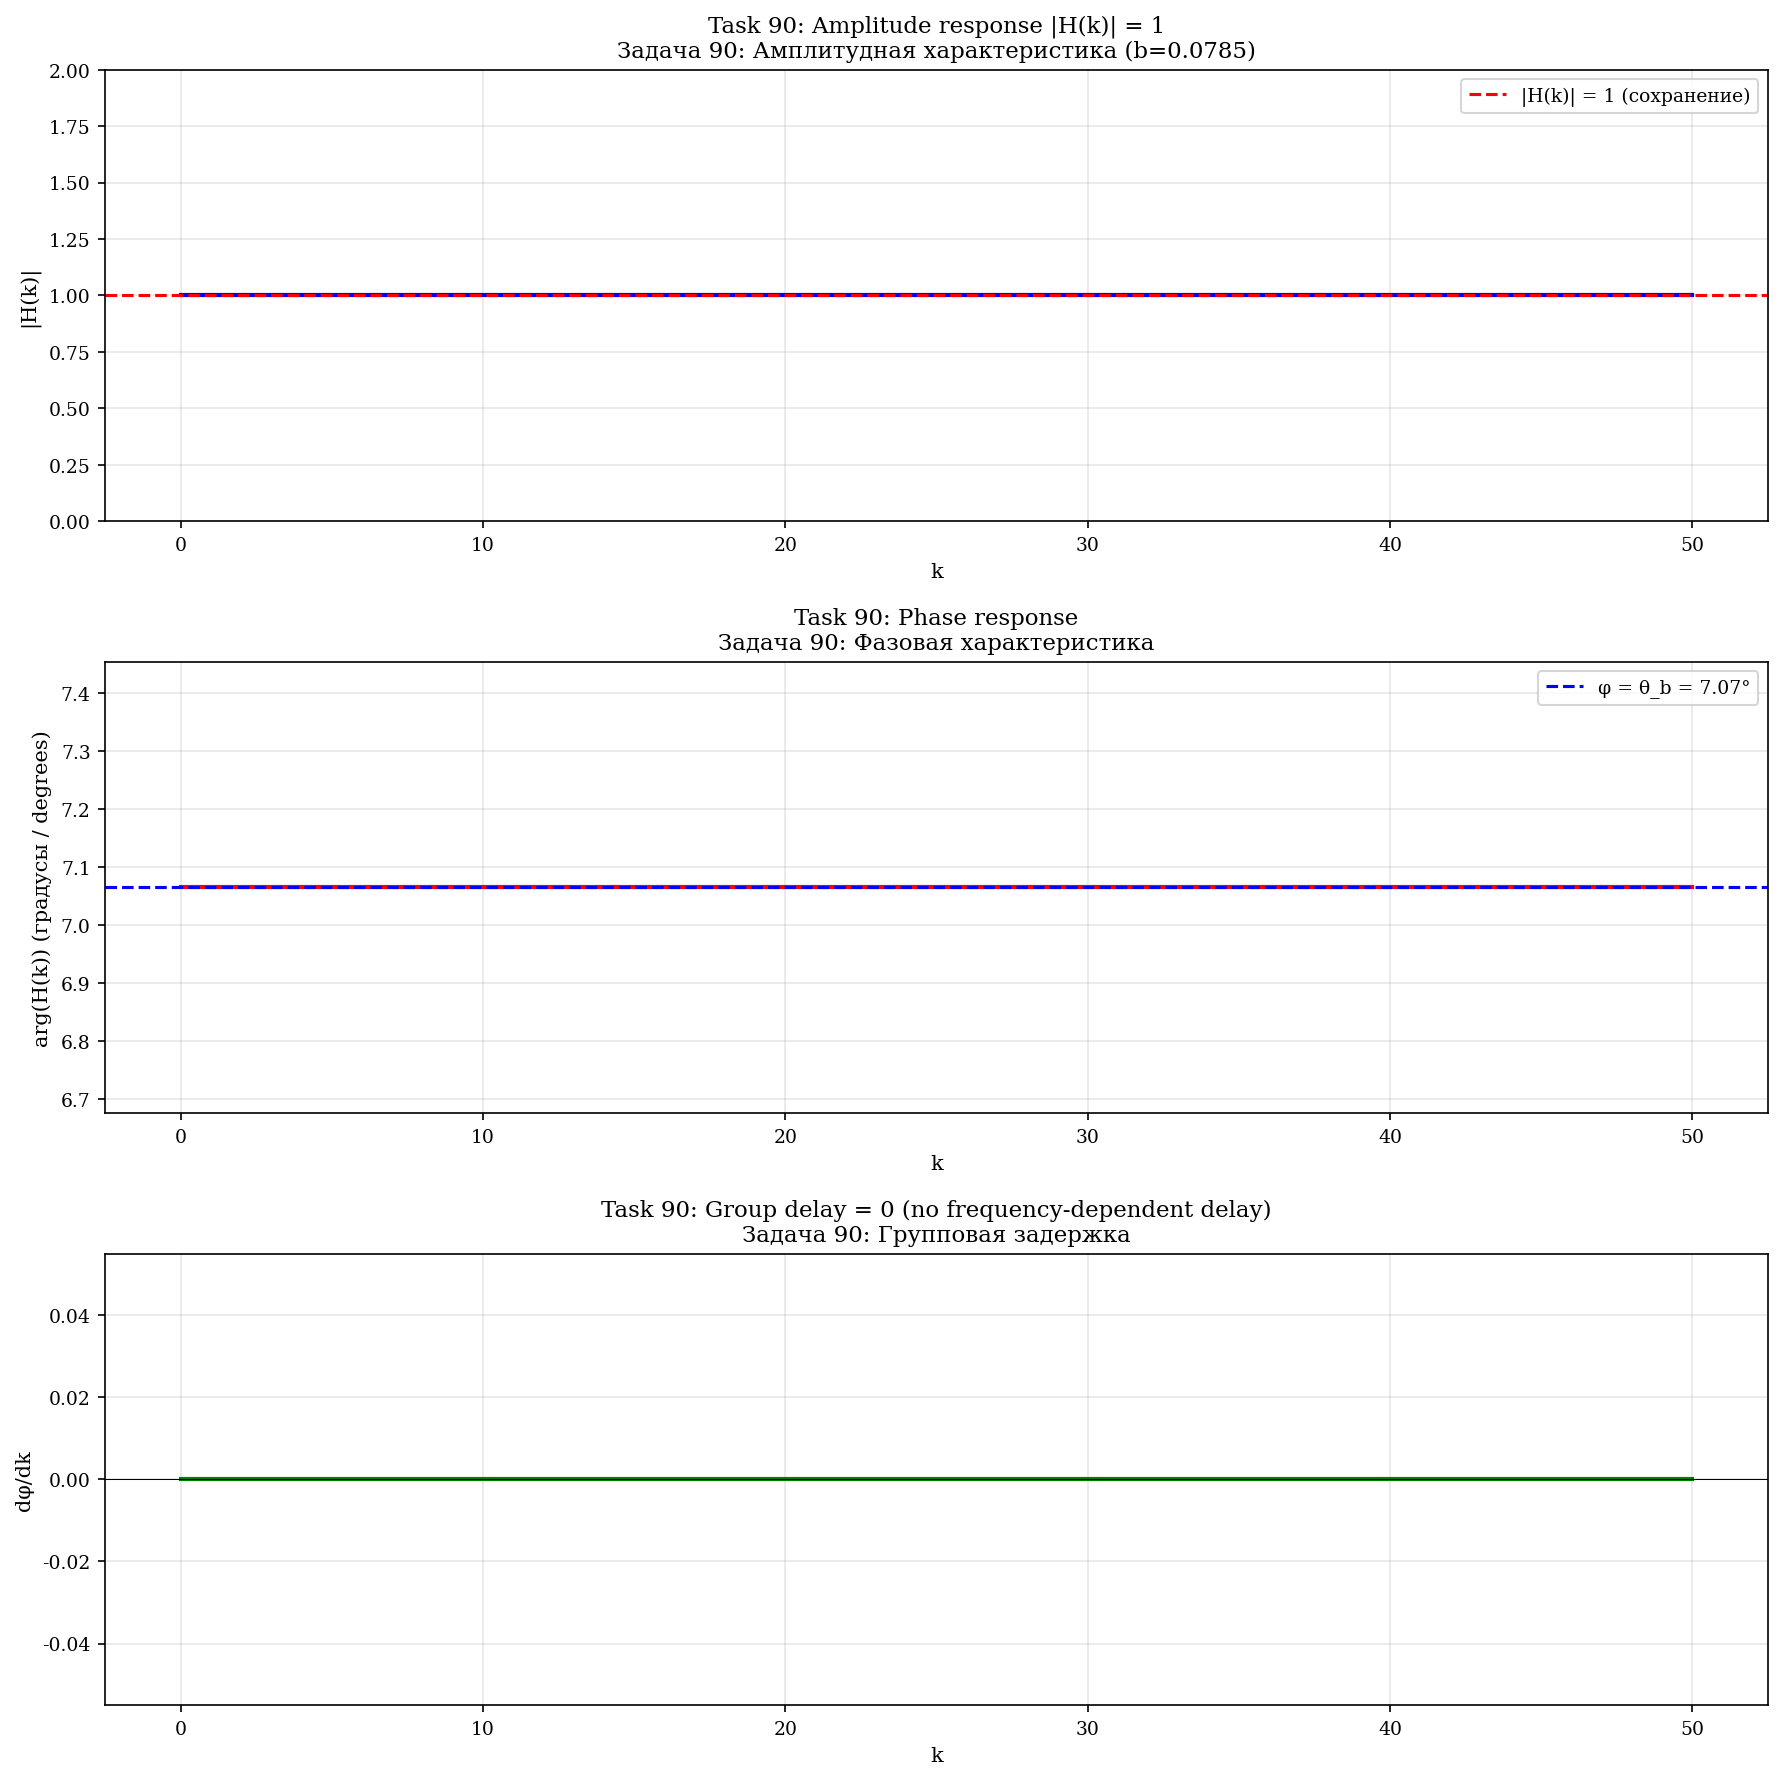 Task 90: Amplitude response |H(k)| = 1
Задача 90: Амплитудная характеристика (b=0.0785)
|H(k)| = 1 (сохранение)
2.00
1.75
1.50
1.25
1.00
0.75
0.50
0.25
0.00
|H(k)|
0 10 20 30 40 50
k
Task 90: Phase response
Задача 90: Фазовая характеристика
φ = θ_b = 7.07°
7.4
7.3
7.2
7.1
7.0
6.9
6.8
6.7
arg(H(k)) (градусы / degrees)
0 10 20 30 40 50
k
Task 90: Group delay = 0 (no frequency-dependent delay)
Задача 90: Групповая задержка
0.04
0.02
0.00
-0.02
-0.04
dφ/dk
0 10 20 30 40 50
k